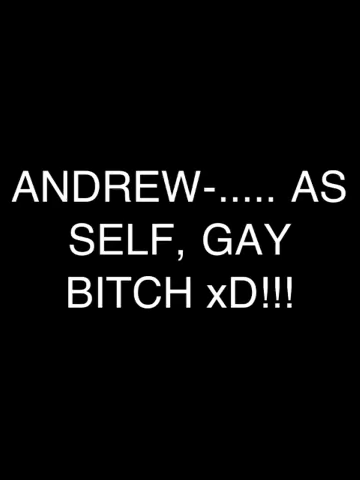 ANDREW-..... AS
SELF, GAY
BITCH xD!!!